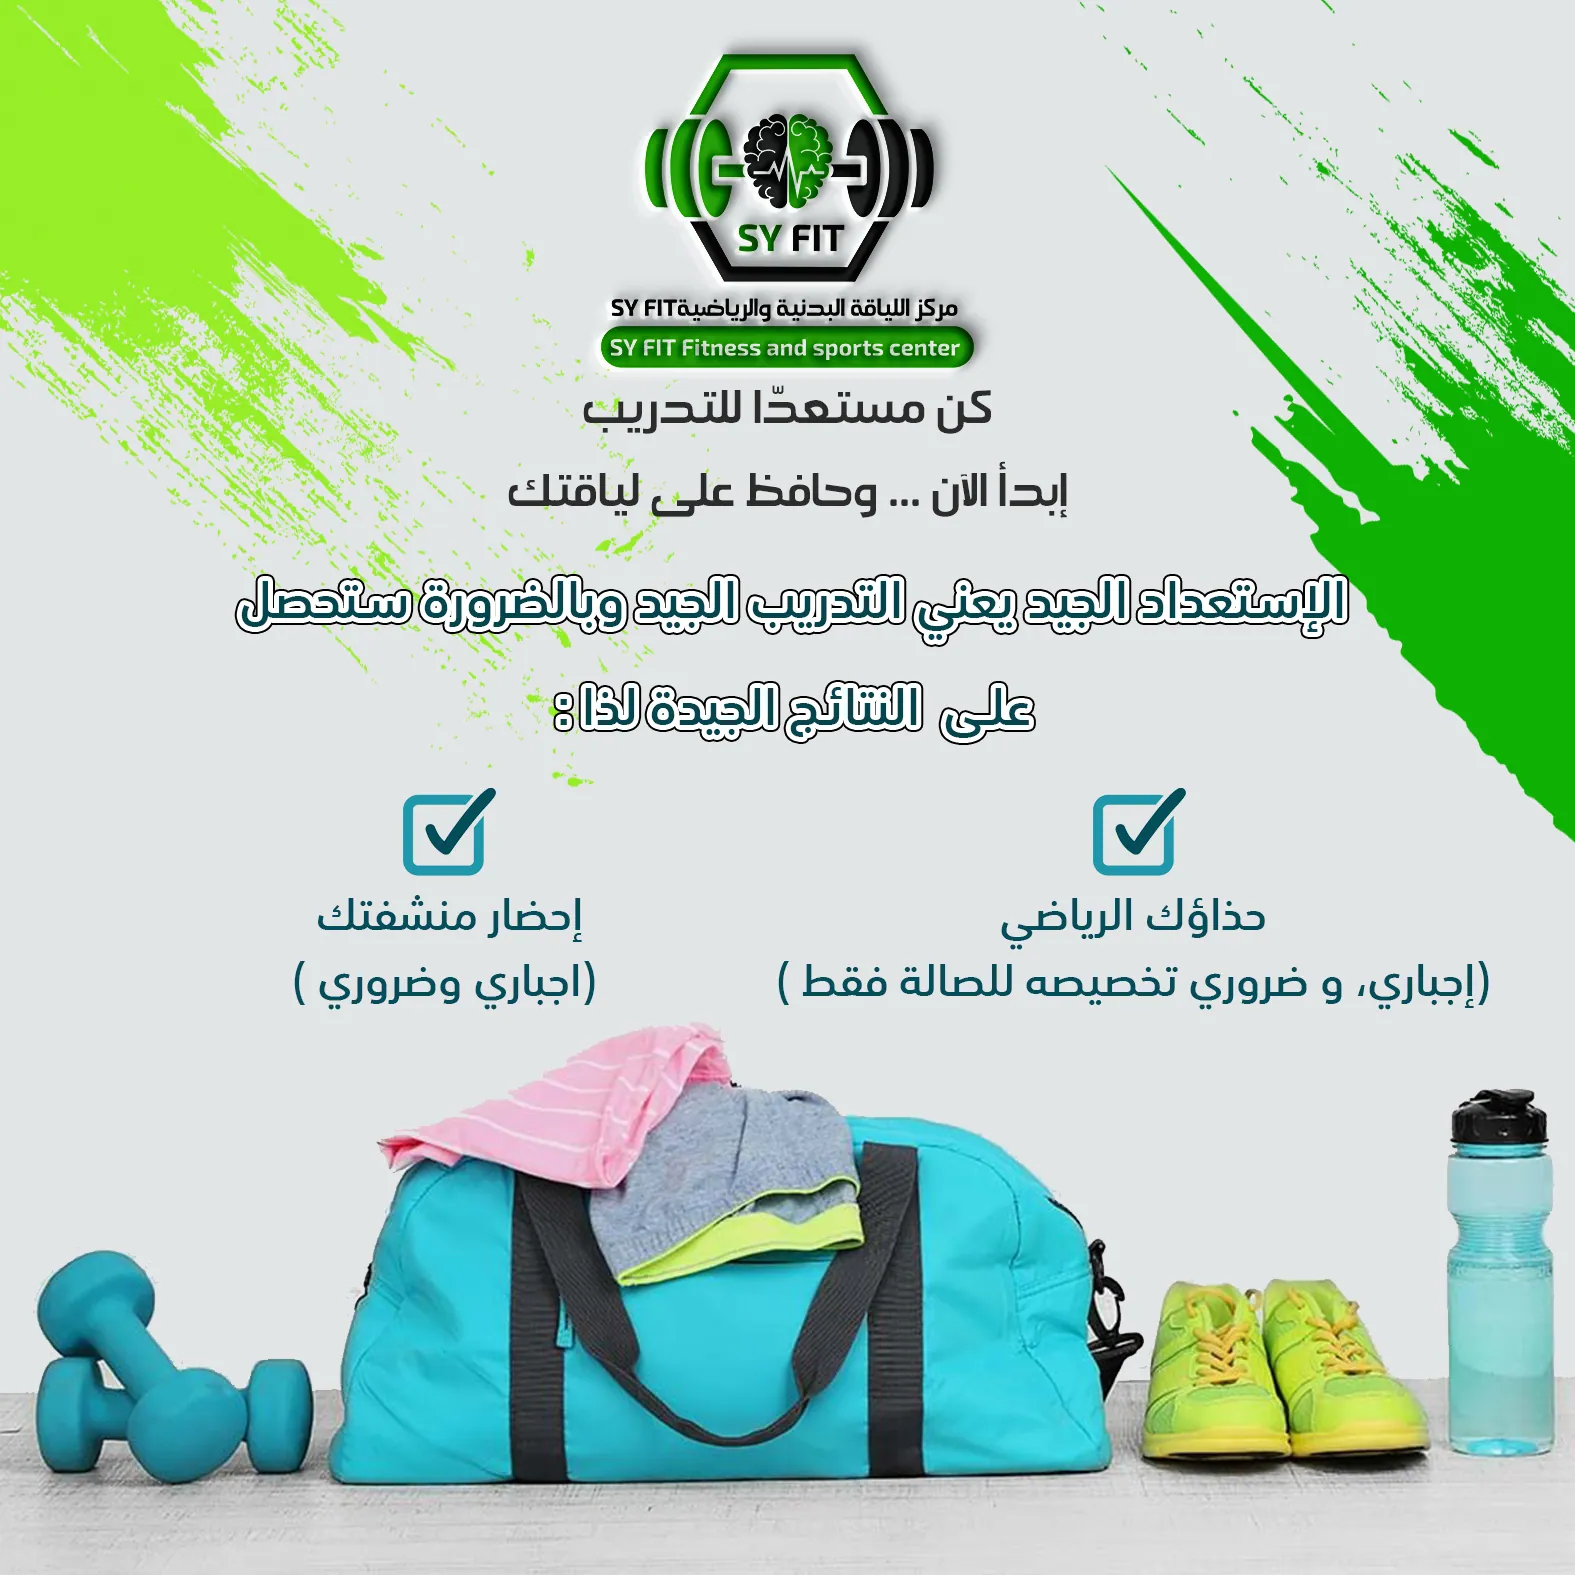 SY FIT
مركز اللياقة البدنية والرياضيةSY FIT
SY FIT Fitness and sports center
كن مستعدّا للتدريب
إبدأ الآن ... وحافظ على لياقتك
الإستعداد الجيد يعني التدريب الجيد وبالضرورة ستحصل
على النتائج الجيدة لذا :
حذاؤك الرياضي
(إجباري، و ضروري تخصيصه للصالة فقط )
إحضار منشفتك
(اجباري وضروري )